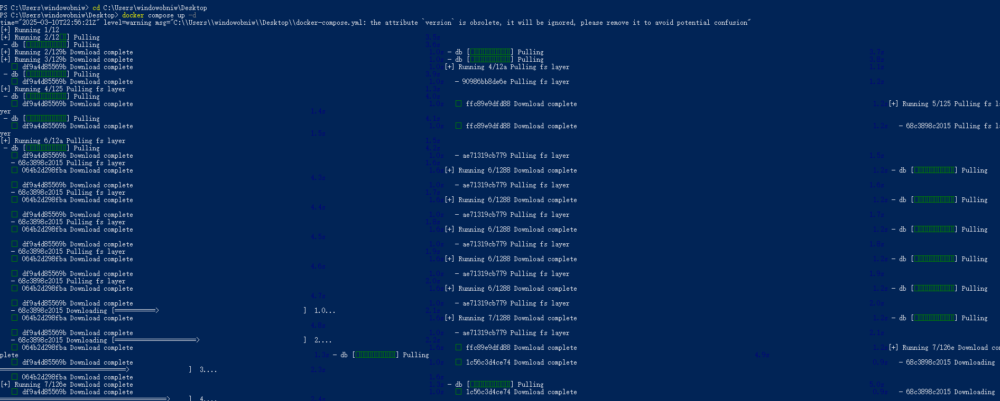 PS C:\Users\windowobniw> cd C:\Users\windowobniw\Desktop
PS C:\Users\windowobniw\Desktop> docker compose up -d
time="2025-03-10T22:56:21Z" level=warning msg="C:\\Users\\windowobniw\\Desktop\\docker-compose.yml: the attribute `version` is obsolete, it will be ignored, please remove it to avoid potential confusion"
[+] Running 1/12
[+] Running 2/12 ] Pulling 3.5s
- db [ ] Pulling 3.6s
[+] Running 2/129b Download complete 1.0s - db [ ] Pulling 3.7s
[+] Running 3/129b Download complete 1.0s - db [ ] Pulling 3.8s
df9a4d85569b Download complete 1.0s[+] Running 4/12a Pulling fs layer 1.1s
- db [ ] Pulling 3.9s
df9a4d85569b Download complete 1.0s - 90986bb8de6e Pulling fs layer 1.2s
[+] Running 4/125 Pulling fs layer 1.3s
- db [ ] Pulling 4.0s
df9a4d85569b Download complete 1.0s ffc89e9dfd88 Download complete 1.2s[+] Running 5/125 Pulling fs la
yer 1.4s
- db [ ] Pulling 4.1s
df9a4d85569b Download complete 1.0s ffc89e9dfd88 Download complete 1.2s - 68c3898c2015 Pulling fs la
yer 1.5s
[+] Running 6/12a Pulling fs layer 1.5s
- db [ ] Pulling 4.2s
df9a4d85569b Download complete 1.0s - ae71319cb779 Pulling fs layer 1.5s
- 68c3898c2015 Pulling fs layer 1.6s
064b2d298fba Download complete 1.6s[+] Running 6/1288 Download complete 1.2s - db [ ] Pulling
4.3s
df9a4d85569b Download complete 1.0s - ae71319cb779 Pulling fs layer 1.6s
- 68c3898c2015 Pulling fs layer 1.7s
064b2d298fba Download complete 1.6s[+] Running 6/1288 Download complete 1.2s - db [ ] Pulling
4.4s
df9a4d85569b Download complete 1.0s - ae71319cb779 Pulling fs layer 1.7s
- 68c3898c2015 Pulling fs layer 1.8s
064b2d298fba Download complete 1.6s[+] Running 6/1288 Download complete 1.2s - db [ ] Pulling
4.5s
df9a4d85569b Download complete 1.0s - ae71319cb779 Pulling fs layer 1.8s
- 68c3898c2015 Pulling fs layer 1.9s
064b2d298fba Download complete 1.6s[+] Running 6/1288 Download complete 1.2s - db [ ] Pulling
4.6s
df9a4d85569b Download complete 1.0s - ae71319cb779 Pulling fs layer 1.9s
- 68c3898c2015 Pulling fs layer 2.0s
064b2d298fba Download complete 1.6s[+] Running 6/1288 Download complete 1.2s - db [ ] Pulling
4.7s
df9a4d85569b Download complete 1.0s - ae71319cb779 Pulling fs layer 2.0s
- 68c3898c2015 Downloading [===========> ] 1.0... 2.1s
064b2d298fba Download complete 1.6s[+] Running 7/1288 Download complete 1.2s - db [ ] Pulling
4.8s
df9a4d85569b Download complete 1.0s - ae71319cb779 Pulling fs layer 2.1s
- 68c3898c2015 Downloading [======================> ] 2.... 2.2s
064b2d298fba Download complete 1.6s ffc89e9dfd88 Download complete 1.2s[+] Running 7/126e Download com
plete 1.3s - db [ ] Pulling 4.9s
df9a4d85569b Download complete 1.0s 1c56c3d4ce74 Download complete 0.9s - 68c3898c2015 Downloading
==================================> ] 3.... 2.3s
064b2d298fba Download complete 1.6s
[+] Running 7/126e Download complete 1.3s - db [ ] Pulling 5.0s
df9a4d85569b Download complete 1.0s 1c56c3d4ce74 Download complete 0.9s - 68c3898c2015 Downloading
=============================================> ] 4.... 2.4s